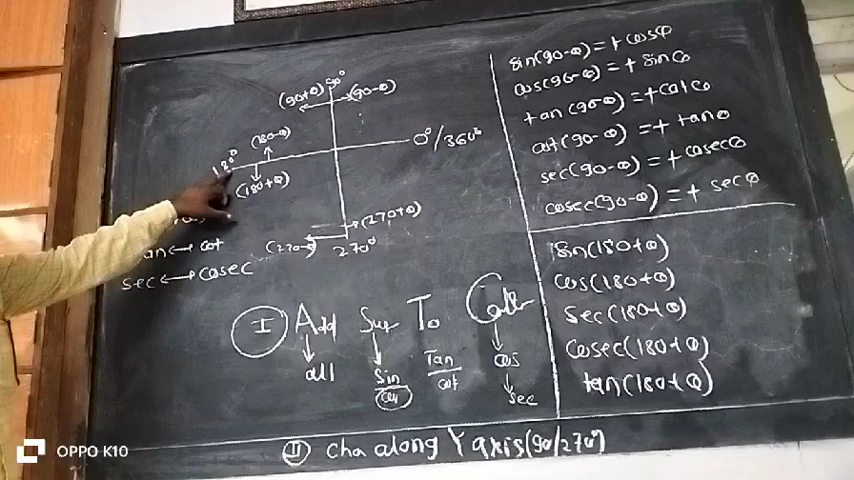 90°
(90+θ) (90-θ)
(180-θ)
180° 0°/360°
(180+θ)
(270+θ)
(270-θ) 270°
tan ↔ cot
sec ↔ cosec
sin(90-θ) = + cosθ
cos(90-θ) = + sinθ
tan(90-θ) = + cotθ
cot(90-θ) = + tanθ
sec(90-θ) = + cosecθ
cosec(90-θ) = + secθ
sin(180+θ)
cos(180+θ)
sec(180+θ)
cosec(180+θ)
tan(180+θ)
I Add To
all Sin Tan cos
cot sec
II cha along Y axis (90/270°)
OPPO K10